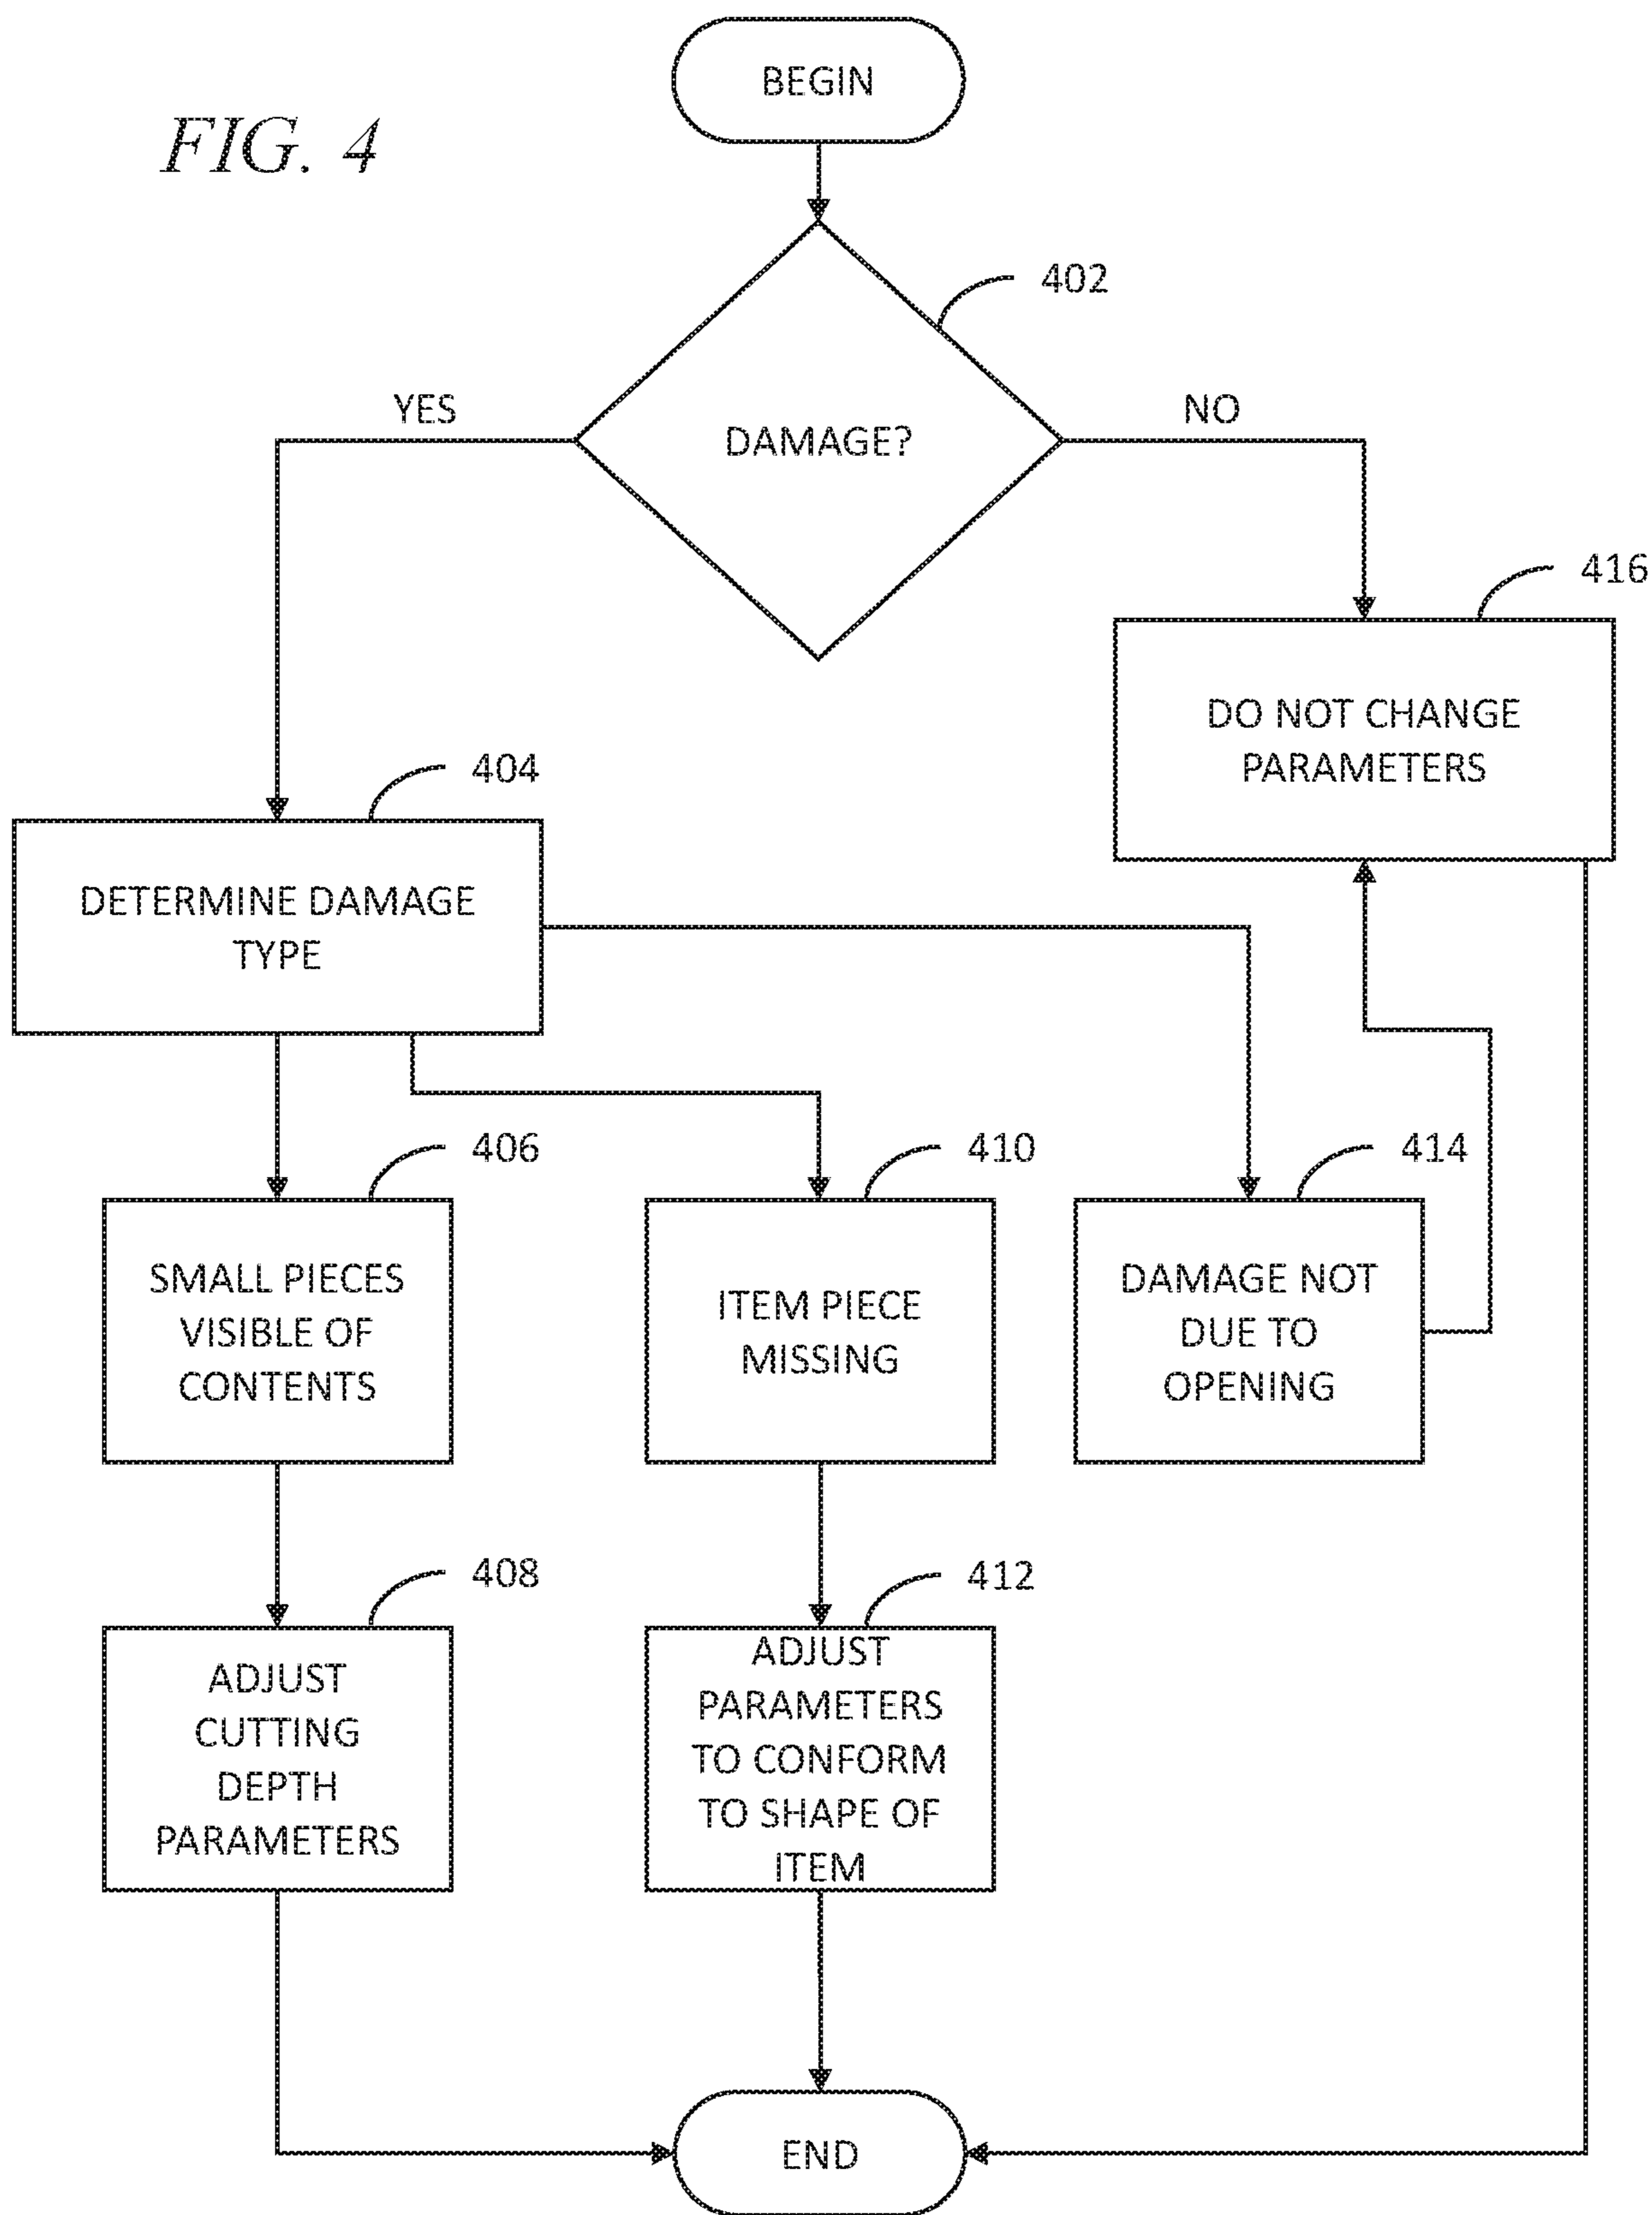 FIG. 4
BEGIN
402
YES
DAMAGE?
NO
416
DO NOT CHANGE
PARAMETERS
404
DETERMINE DAMAGE
TYPE
406
SMALL PIECES
VISIBLE OF
CONTENTS
410
ITEM PIECE
MISSING
414
DAMAGE NOT
DUE TO
OPENING
408
ADJUST
CUTTING
DEPTH
PARAMETERS
412
ADJUST
PARAMETERS
TO CONFORM
TO SHAPE OF
ITEM
END